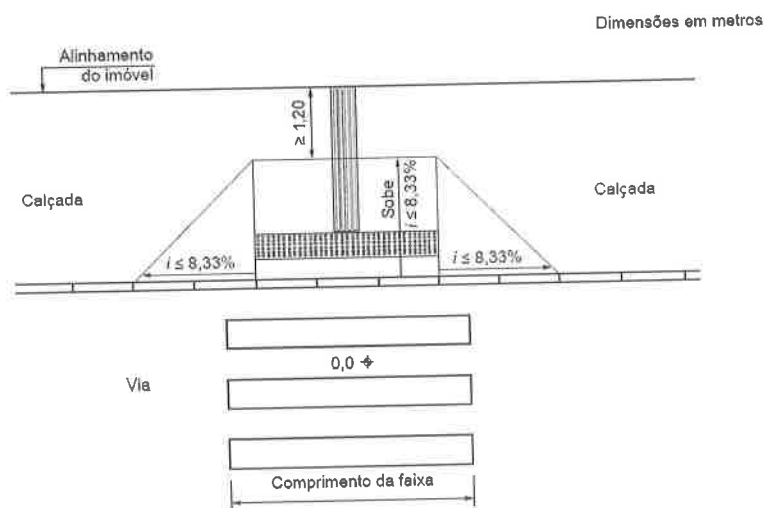 Dimensões em metros
Alinhamento
do imóvel
≥ 1,20
Calçada
Sobe
i ≤ 8,33%
Calçada
i ≤ 8,33%
i ≤ 8,33%
0,0
Via
Comprimento da faixa